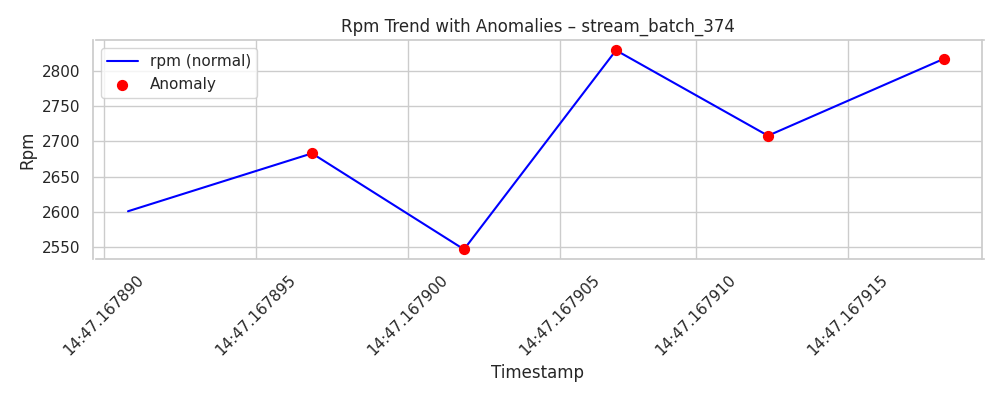 Rpm Trend with Anomalies – stream_batch_374
rpm (normal)
Anomaly
Rpm
2800
2750
2700
2650
2600
2550
14:47.167890
14:47.167895
14:47.167900
14:47.167905
14:47.167910
14:47.167915
Timestamp